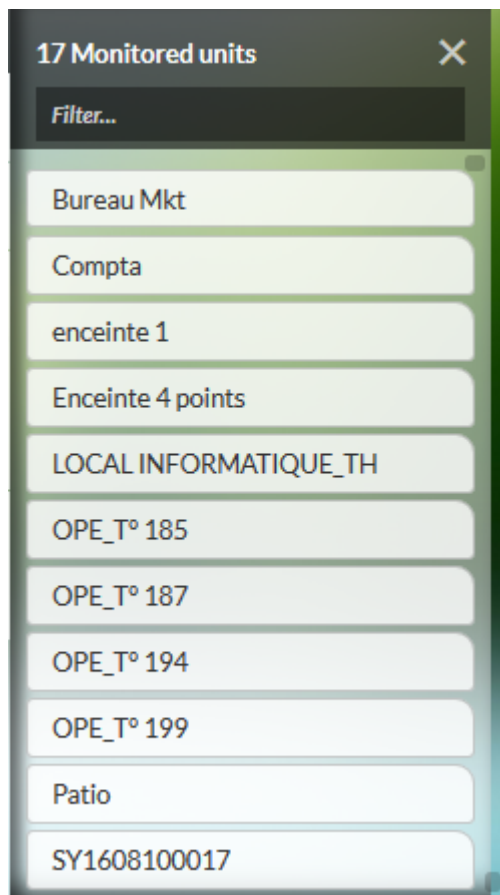 17 Monitored units
Filter...
Bureau Mkt
Compta
enceinte 1
Enceinte 4 points
LOCAL INFORMATIQUE_TH
OPE_T° 185
OPE_T° 187
OPE_T° 194
OPE_T° 199
Patio
SY1608100017